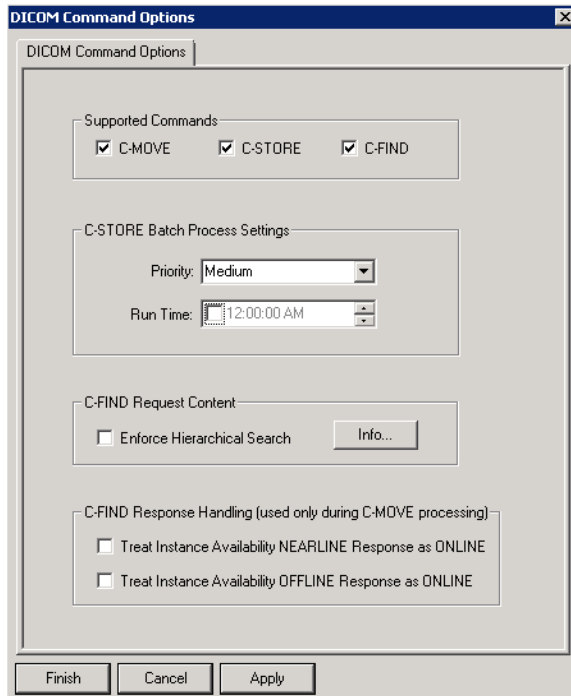 DICOM Command Options
DICOM Command Options
Supported Commands
C-MOVE C-STORE C-FIND
C-STORE Batch Process Settings
Priority: Medium
Run Time: 12:00:00 AM
C-FIND Request Content
Enforce Hierarchical Search Info...
C-FIND Response Handling (used only during C-MOVE processing)
Treat Instance Availability NEARLINE Response as ONLINE
Treat Instance Availability OFFLINE Response as ONLINE
Finish Cancel Apply